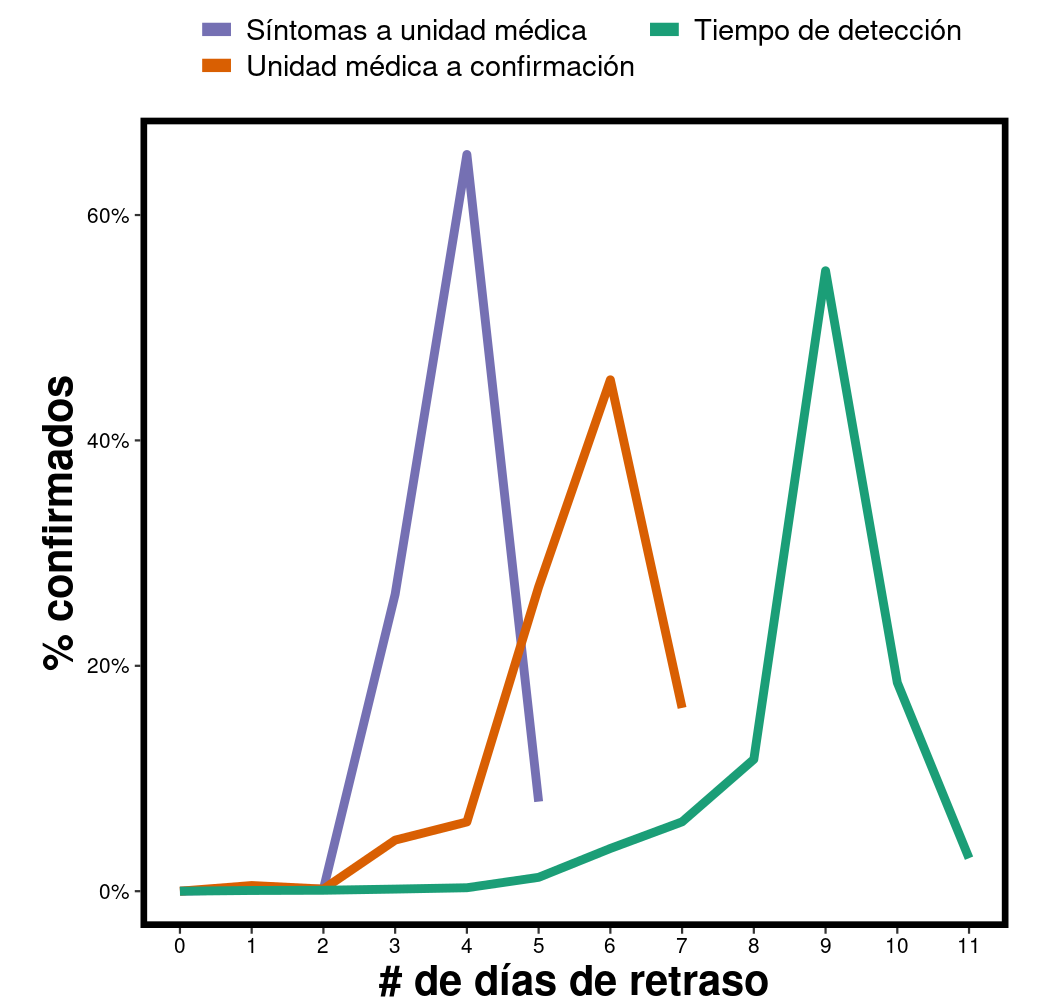 Síntomas a unidad médica
Tiempo de detección
Unidad médica a confirmación
% confirmados
60%
40%
20%
0%
0 1 2 3 4 5 6 7 8 9 10 11
# de días de retraso